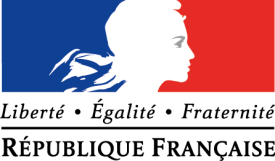 Liberté • Égalité • Fraternité
RÉPUBLIQUE FRANÇAISE